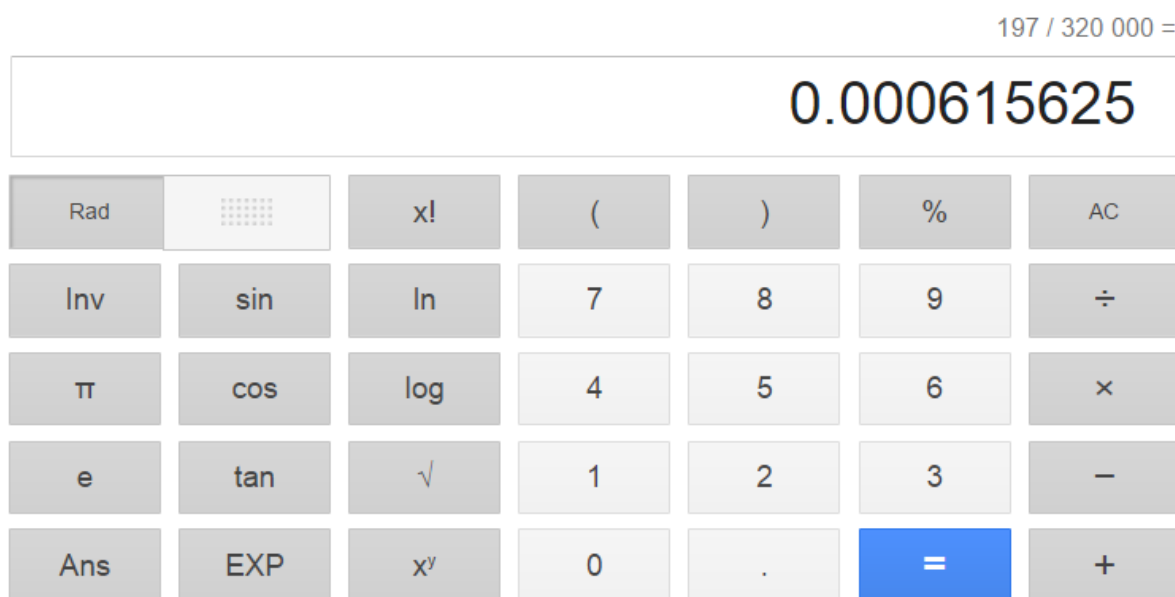 197 / 320 000 =
0.000615625
Rad x! ( ) % AC
Inv sin ln 7 8 9 ÷
π cos log 4 5 6 ×
e tan √ 1 2 3 −
Ans EXP xʸ 0 . = +